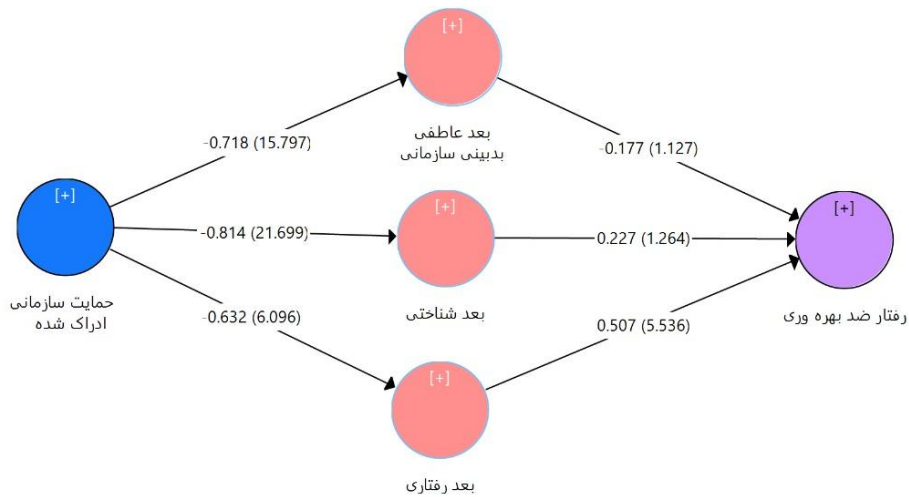 [+]
بعد عاطفی
بدبینی سازمانی
-0.718 (15.797)
-0.177 (1.127)
[+]
حمایت سازمانی
ادراک شده
-0.814 (21.699)
[+]
بعد شناختی
0.227 (1.264)
[+]
رفتار ضد بهره وری
-0.632 (6.096)
0.507 (5.536)
[+]
بعد رفتاری